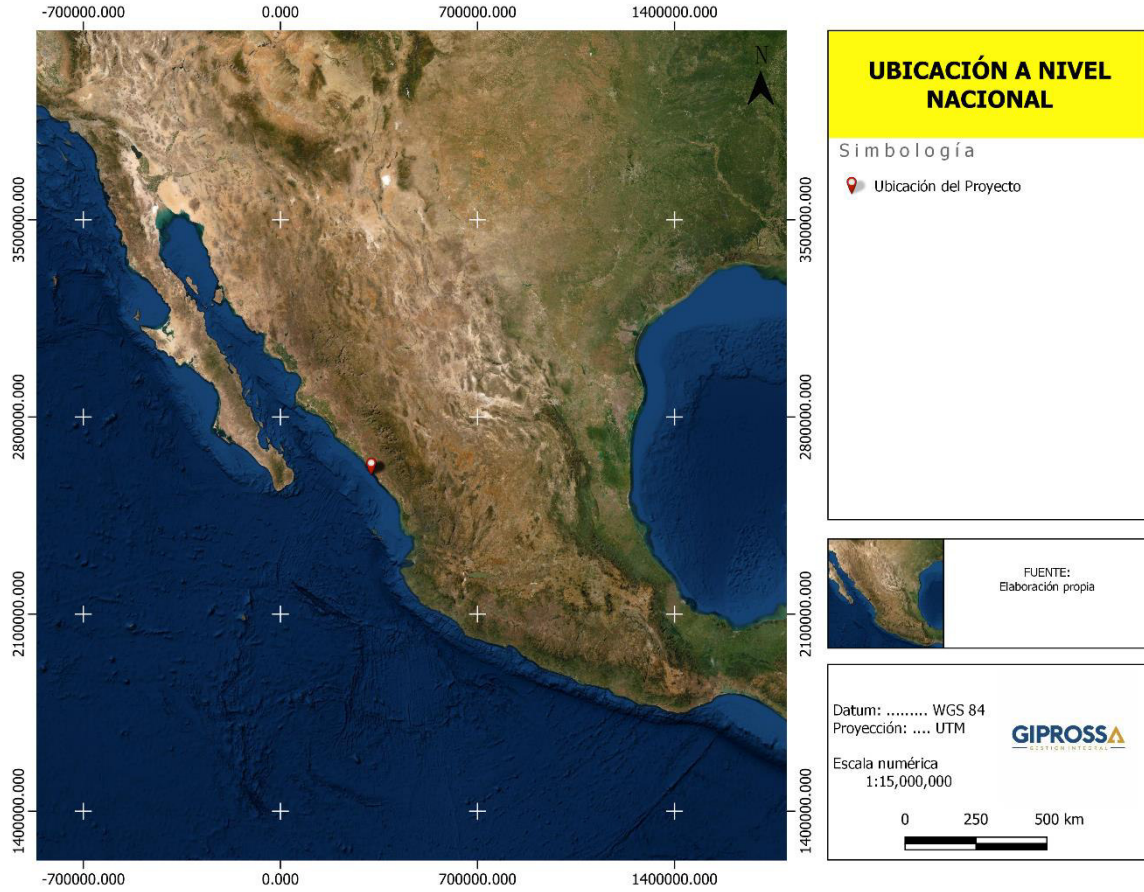 -700000.000
0.000
700000.000
1400000.000
N
3500000.000
3500000.000
2800000.000
2800000.000
2100000.000
2100000.000
1400000.000
1400000.000
-700000.000
0.000
700000.000
1400000.000
UBICACIÓN A NIVEL
NACIONAL
Simbología
Ubicación del Proyecto
FUENTE:
Elaboración propia
Datum: ......... WGS 84
Proyección: .... UTM
Escala numérica
1:15,000,000
GIPROSSA
GESTIÓN INTEGRAL
0 250 500 km